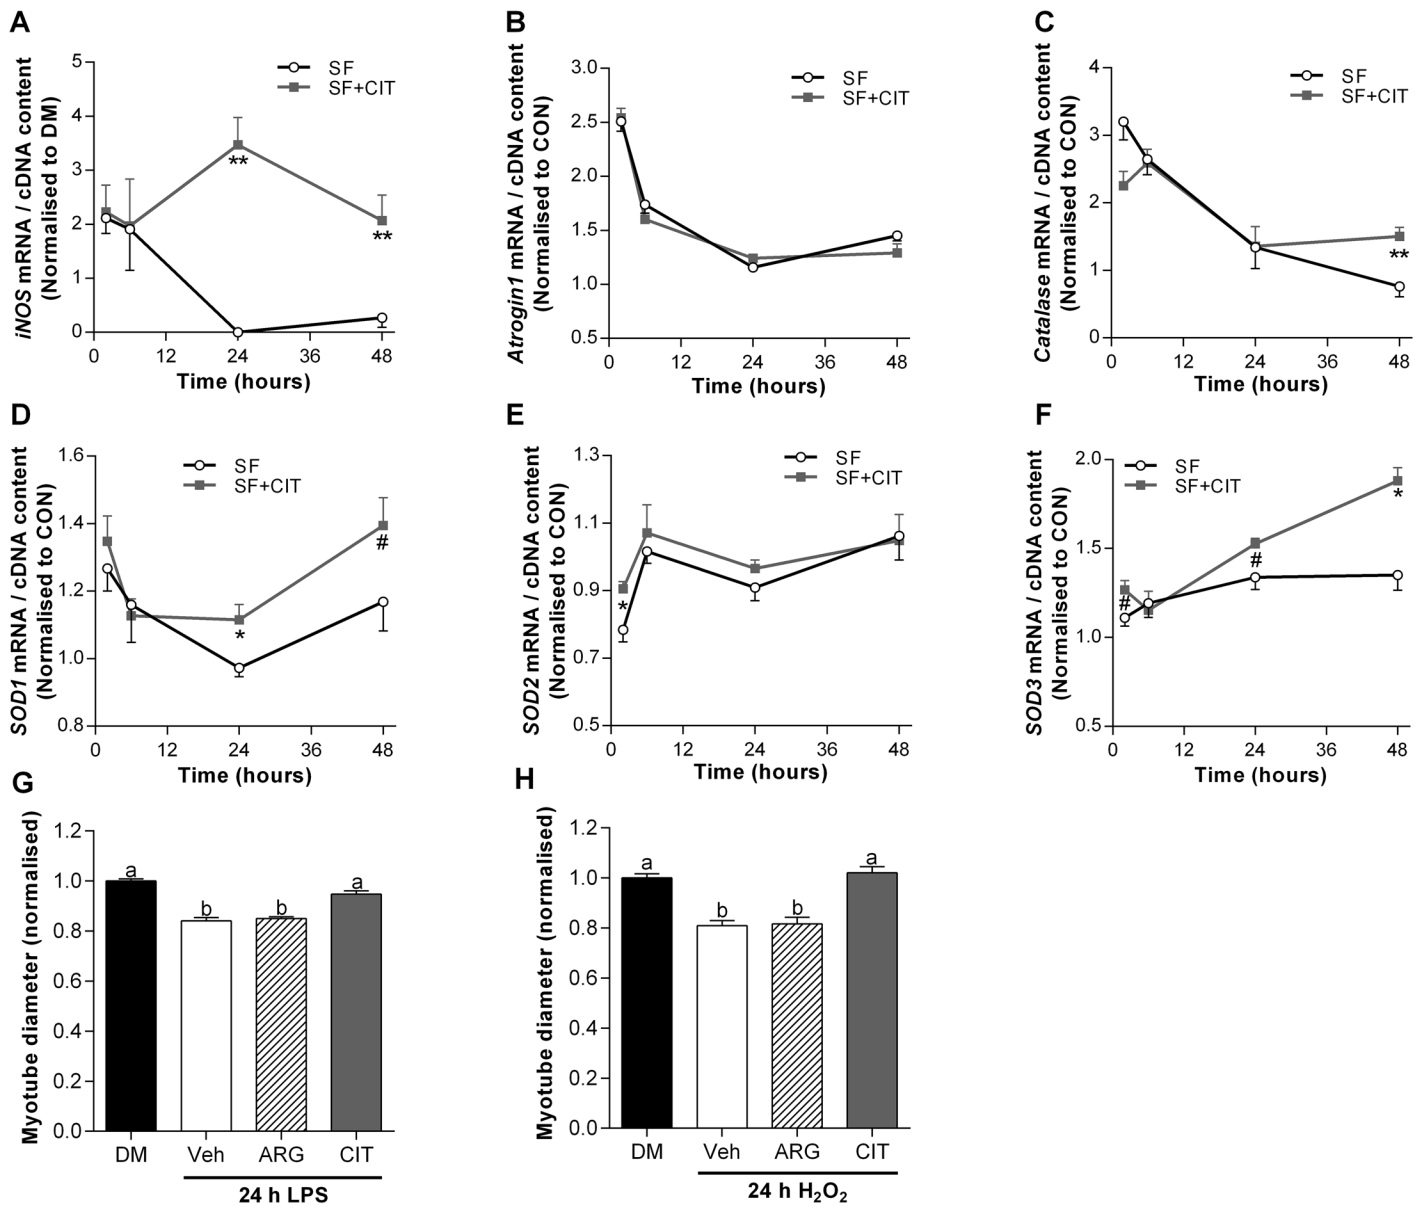 A
iNOS mRNA / cDNA content
(Normalised to DM)
5
4
3
2
1
0
SF
SF+CIT
**
**
0 12 24 36 48
Time (hours)
B
Atrogin1 mRNA / cDNA content
(Normalised to CON)
3.0
2.5
2.0
1.5
1.0
0.5
SF
SF+CIT
0 12 24 36 48
Time (hours)
C
Catalase mRNA / cDNA content
(Normalised to CON)
4
3
2
1
0
SF
SF+CIT
**
0 12 24 36 48
Time (hours)
D
SOD1 mRNA / cDNA content
(Normalised to CON)
1.6
1.4
1.2
1.0
0.8
SF
SF+CIT
*
#
0 12 24 36 48
Time (hours)
E
SOD2 mRNA / cDNA content
(Normalised to CON)
1.3
1.1
0.9
0.7
0.5
SF
SF+CIT
*
0 12 24 36 48
Time (hours)
F
SOD3 mRNA / cDNA content
(Normalised to CON)
2.0
1.5
1.0
0.5
SF
SF+CIT
#
#
*
0 12 24 36 48
Time (hours)
G
Myotube diameter (normalised)
1.2
1.0
0.8
0.6
0.4
0.2
0.0
a b b a
DM Veh ARG CIT
24 h LPS
H
Myotube diameter (normalised)
1.2
1.0
0.8
0.6
0.4
0.2
0.0
a b b a
DM Veh ARG CIT
24 h H₂O₂